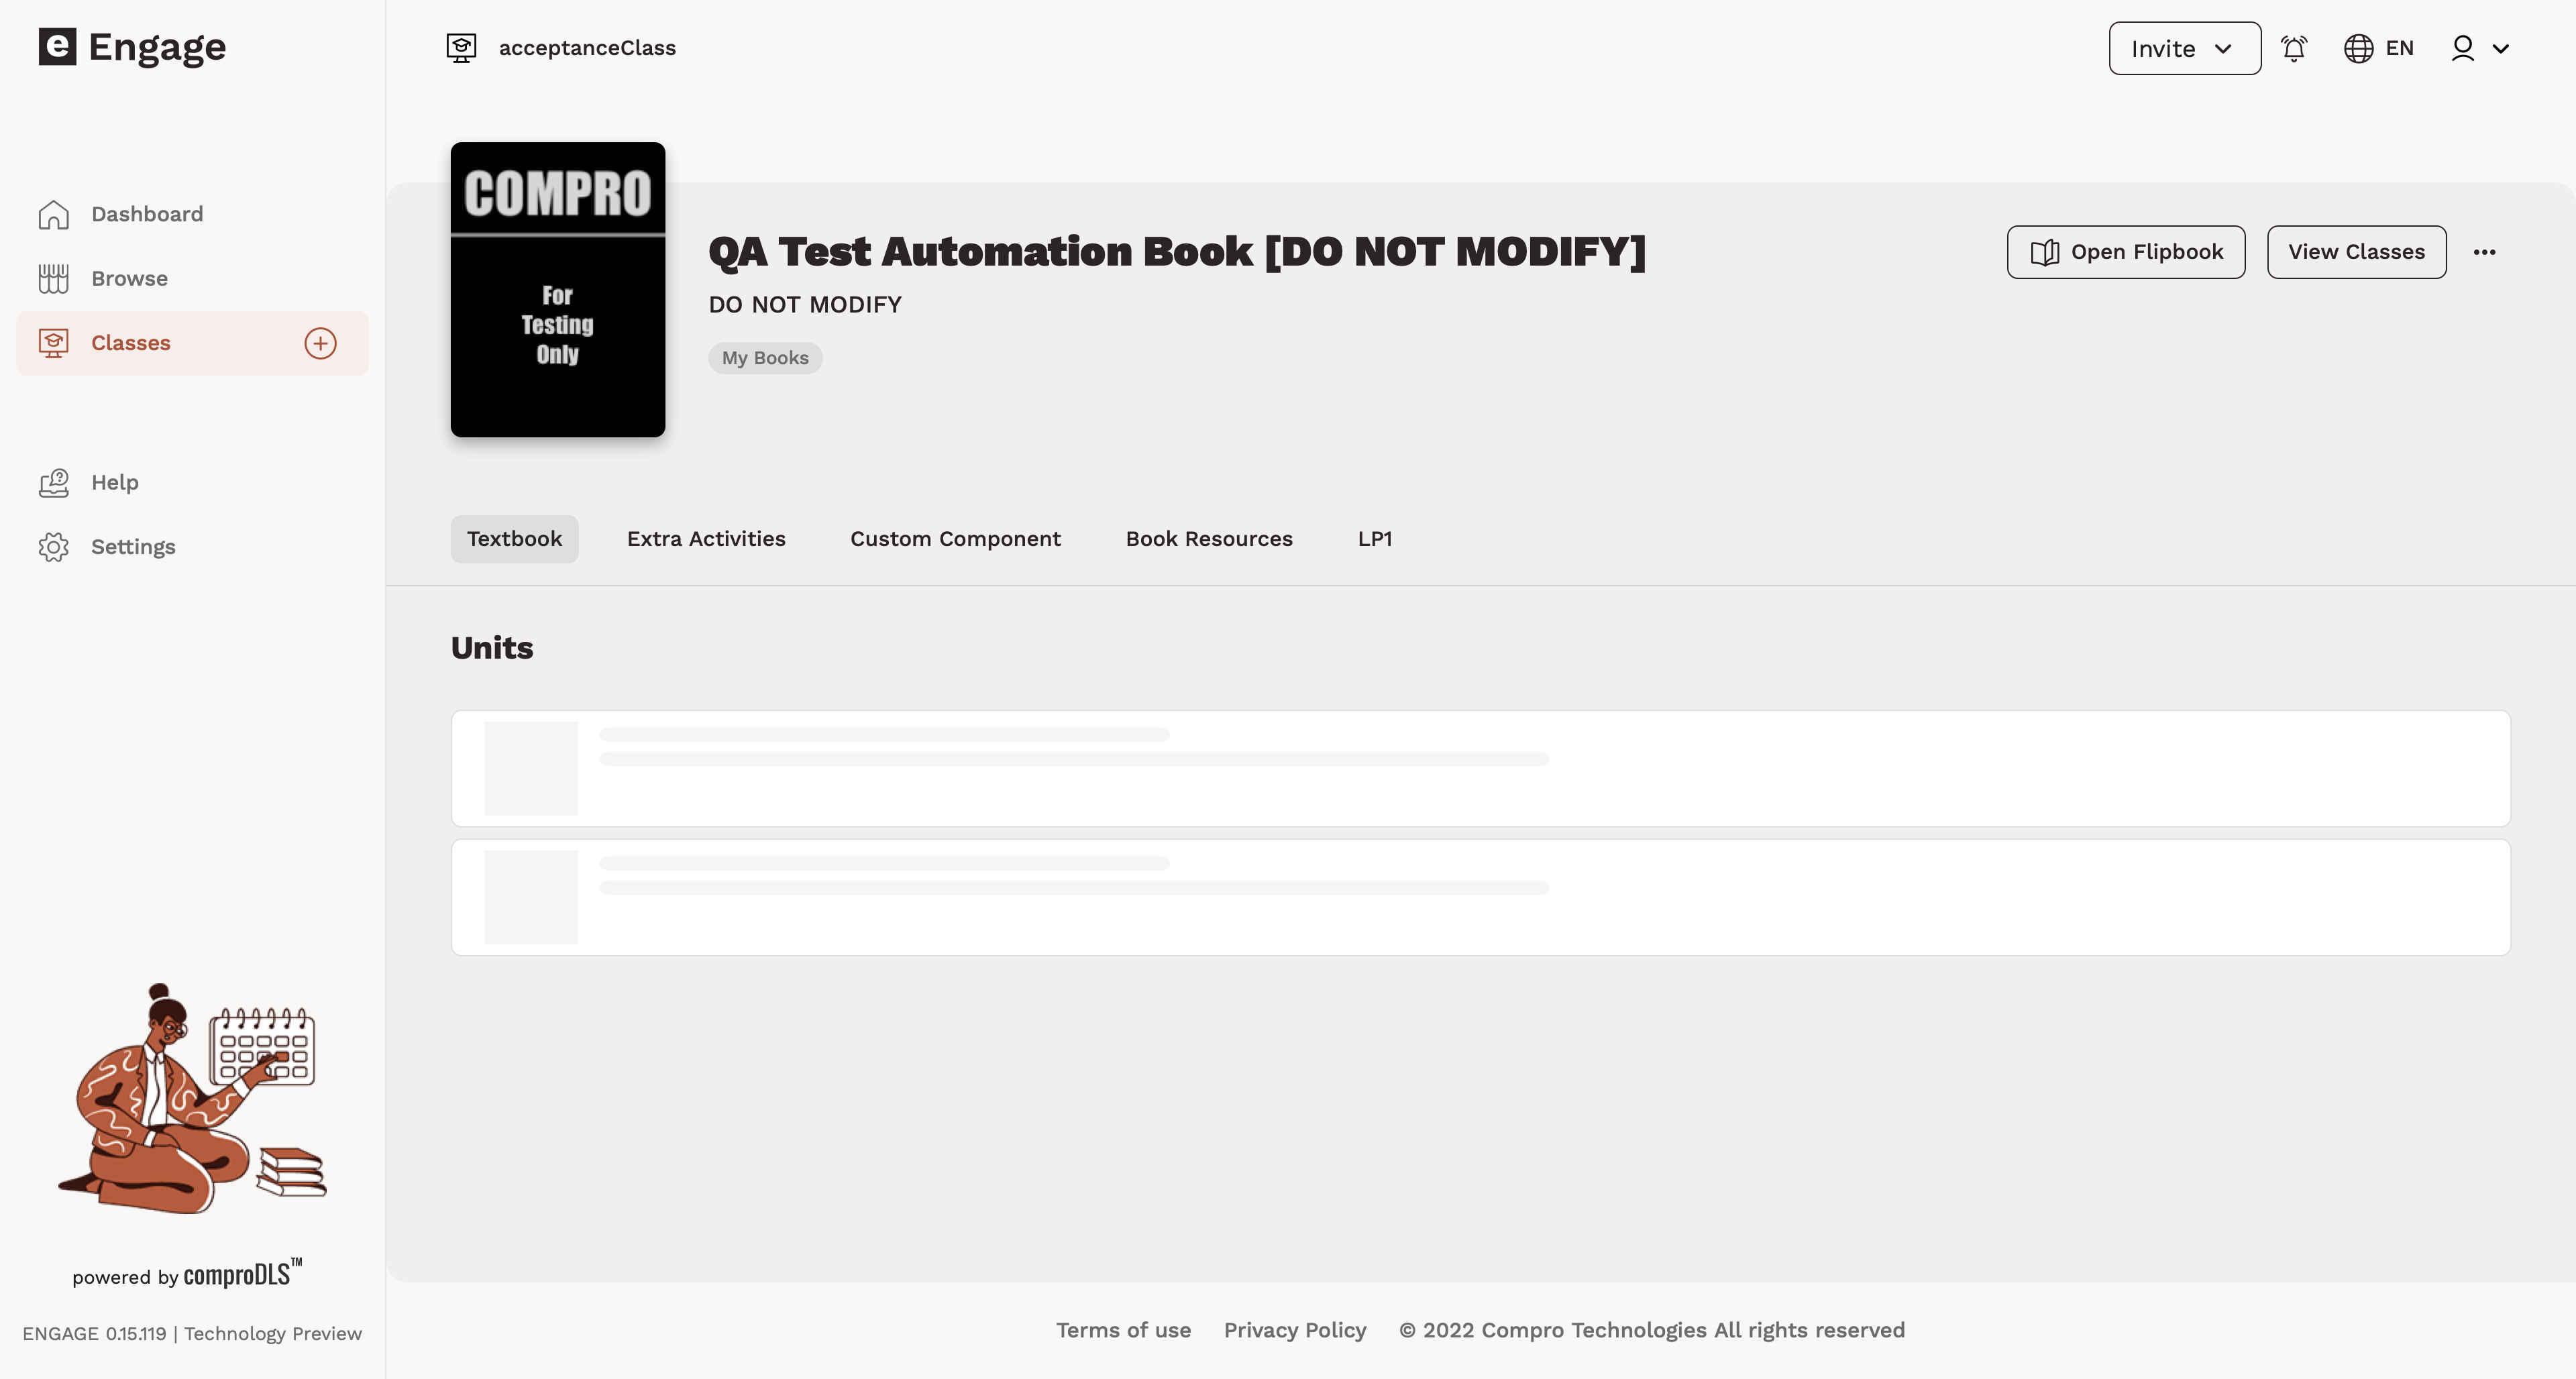 e Engage
acceptanceClass
Invite
EN
Dashboard
Browse
Classes
Help
Settings
COMPRO
For
Testing
Only
QA Test Automation Book [DO NOT MODIFY]
DO NOT MODIFY
My Books
Open Flipbook
View Classes
Textbook
Extra Activities
Custom Component
Book Resources
LP1
Units
powered by comproDLS™
ENGAGE 0.15.119 | Technology Preview
Terms of use
Privacy Policy
© 2022 Compro Technologies All rights reserved